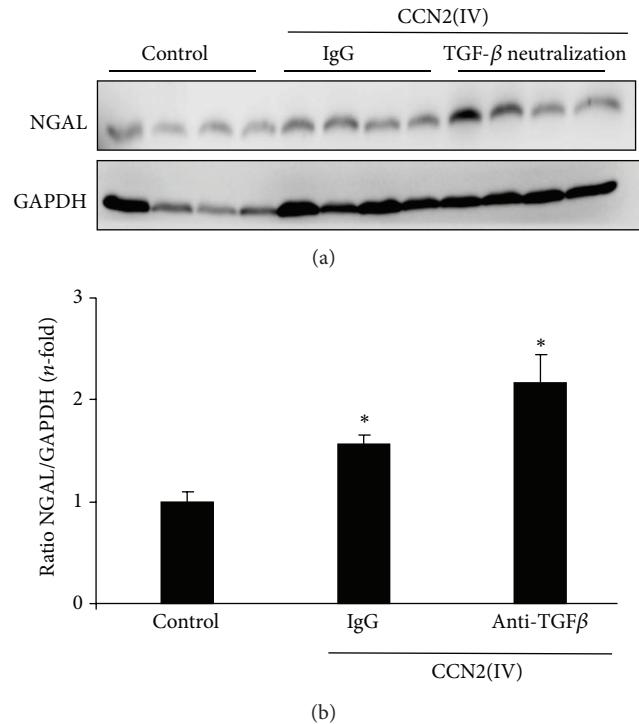 CCN2(IV)
Control IgG TGF-β neutralization
NGAL
GAPDH
(a)
3
2
1
0
Ratio NGAL/GAPDH (n-fold)
*
*
Control IgG Anti-TGFβ
CCN2(IV)
(b)